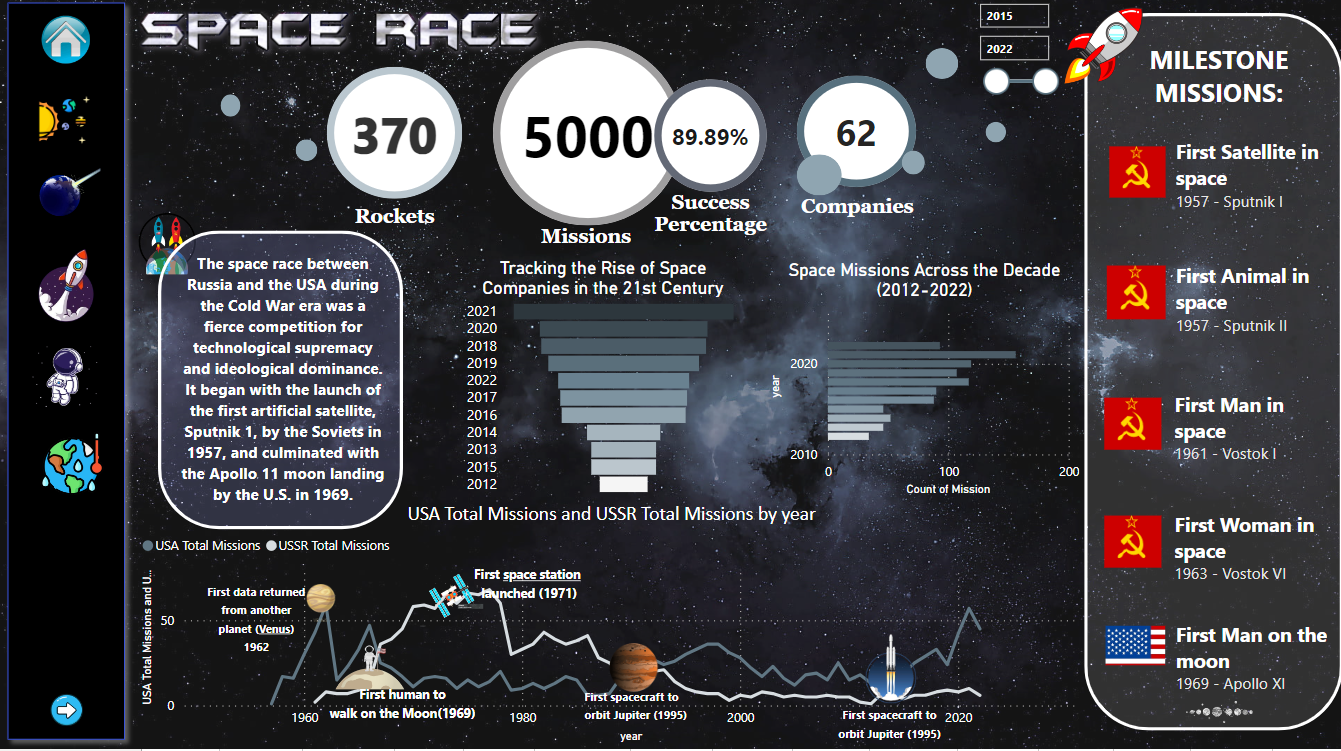 SPACE RACE
2015
2022
370
Rockets
5000
Missions
89.89%
Success
Percentage
62
Companies
The space race between
Russia and the USA during
the Cold War era was a
fierce competition for
technological supremacy
and ideological dominance.
It began with the launch of
the first artificial satellite,
Sputnik 1, by the Soviets in
1957, and culminated with
the Apollo 11 moon landing
by the U.S. in 1969.
Tracking the Rise of Space
Companies in the 21st Century
2021
2020
2018
2019
2022
2017
2016
2014
2013
2015
2012
Space Missions Across the Decade
(2012-2022)
year
2020
2010
0
100
200
Count of Mission
USA Total Missions and USSR Total Missions by year
USA Total Missions
USSR Total Missions
USA Total Missions and U...
50
0
First data returned
from another
planet (Venus)
1962
First space station
launched (1971)
First human to
walk on the Moon(1969)
First spacecraft to
orbit Jupiter (1995)
First spacecraft to
orbit Jupiter (1995)
1960
1980
2000
2020
year
MILESTONE
MISSIONS:
First Satellite in
space
1957 - Sputnik I
First Animal in
space
1957 - Sputnik II
First Man in
space
1961 - Vostok I
First Woman in
space
1963 - Vostok VI
First Man on the
moon
1969 - Apollo XI